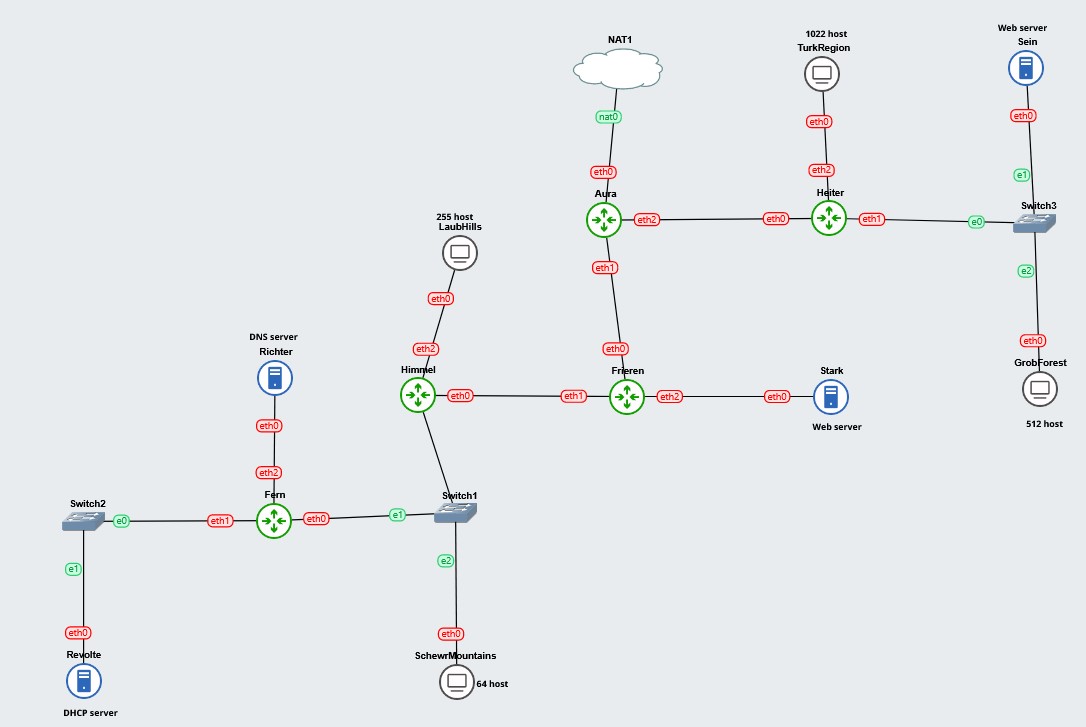 Web server
Sein
1022 host
TurkRegion
NAT1
eth0
nat0
eth0
eth0
eth2
e1
Aura
Heiter
Switch3
eth2
eth0
eth1
e0
255 host
LaubHills
eth1
e2
eth0
eth0
DNS server
Richter
eth2
eth0
GrobForest
Himmel
Frieren
Stark
eth0
eth1
eth2
eth0
512 host
Web server
eth0
eth2
Fern
Switch1
Switch2
e0
eth1
eth0
e1
e1
e2
eth0
eth0
Revolte
SchewrMountains
64 host
DHCP server